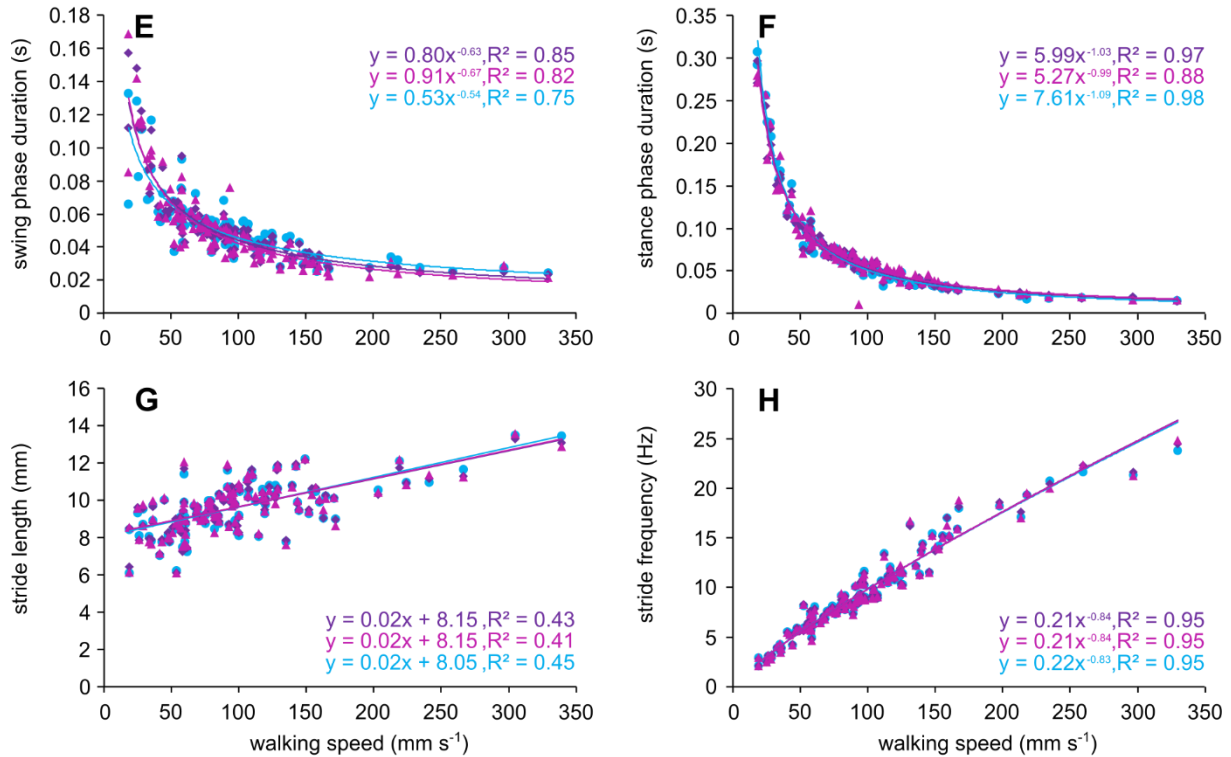 E
swing phase duration (s)
0.18
0.16
0.14
0.12
0.10
0.08
0.06
0.04
0.02
0
y = 0.80x⁻⁰·⁶³,R² = 0.85
y = 0.91x⁻⁰·⁶⁷,R² = 0.82
y = 0.53x⁻⁰·⁵⁴,R² = 0.75
0 50 100 150 200 250 300 350
F
stance phase duration (s)
0.35
0.30
0.25
0.20
0.15
0.10
0.05
0
y = 5.99x⁻¹·⁰³,R² = 0.97
y = 5.27x⁻⁰·⁹⁹,R² = 0.88
y = 7.61x⁻¹·⁰⁹,R² = 0.98
0 50 100 150 200 250 300 350
G
stride length (mm)
16
14
12
10
8
6
4
2
0
y = 0.02x + 8.15 ,R² = 0.43
y = 0.02x + 8.15 ,R² = 0.41
y = 0.02x + 8.05 ,R² = 0.45
0 50 100 150 200 250 300 350
walking speed (mm s⁻¹)
H
stride frequency (Hz)
30
25
20
15
10
5
0
y = 0.21x⁻⁰·⁸⁴,R² = 0.95
y = 0.21x⁻⁰·⁸⁴,R² = 0.95
y = 0.22x⁻⁰·⁸³,R² = 0.95
0 50 100 150 200 250 300 350
walking speed (mm s⁻¹)